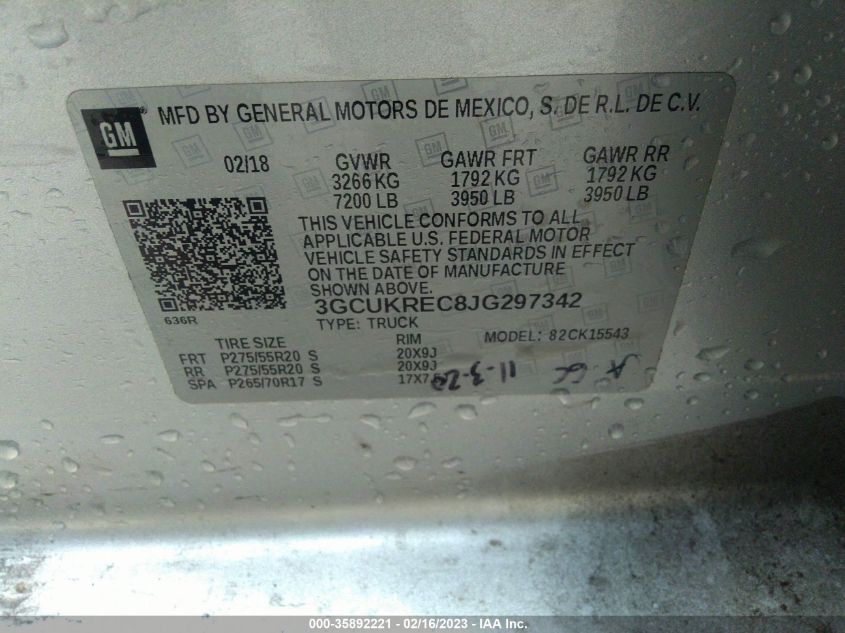 GM ® MFD BY GENERAL MOTORS DE MEXICO, S. DE R.L. DE C.V.
02/18 GVWR GAWR FRT GAWR RR
3266 KG 1792 KG 1792 KG
7200 LB 3950 LB 3950 LB
THIS VEHICLE CONFORMS TO ALL
APPLICABLE U.S. FEDERAL MOTOR
VEHICLE SAFETY STANDARDS IN EFFECT
ON THE DATE OF MANUFACTURE
SHOWN ABOVE.
3GCUKREC8JG297342
636R
TYPE: TRUCK MODEL: 82CK15543
TIRE SIZE RIM
FRT P275/55R20 S 20X9J
RR P275/55R20 S 20X9J
SPA P265/70R17 S 17X7
11-3-20
000-35892221 - 02/16/2023 - IAA Inc.